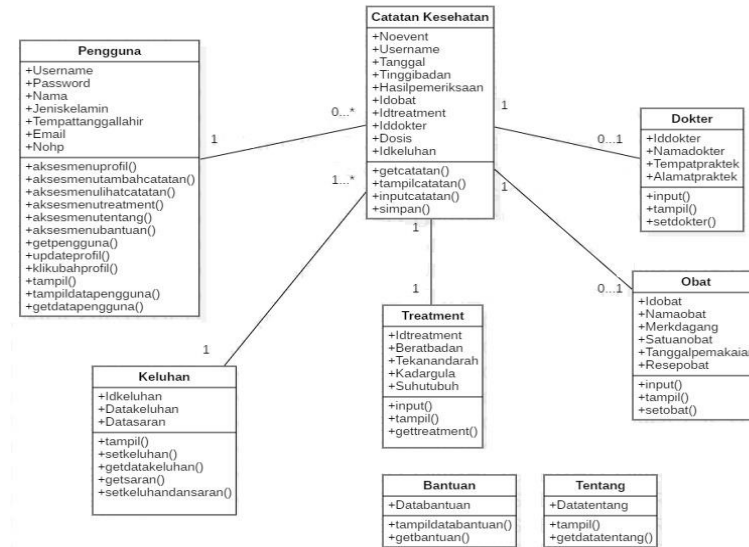 Pengguna
+Username
+Password
+Nama
+Jeniskelamin
+Tempattanggallahir
+Email
+Nohp
+aksesmenuprofil()
+aksesmenutambahcatatan()
+aksesmenulihatcatatan()
+aksesmenutreatment()
+aksesmenutentang()
+aksesmenubantuan()
+getpengguna()
+updateprofil()
+klikubahprofil()
+tampil()
+tampildatapengguna()
+getdatapengguna()
1
0...*
Catatan Kesehatan
+Noevent
+Username
+Tanggal
+Tinggibadan
+Hasilpemeriksaan
+Idobat
+Idtreatment
+Iddokter
+Dosis
+Idkeluhan
+getcatatan()
+tampilcatatan()
+inputcatatan()
+simpan()
1
0...1
Dokter
+Iddokter
+Namadokter
+Tempatpraktek
+Alamatpraktek
+input()
+tampil()
+setdokter()
1...*
1
1
0...1
Obat
+Idobat
+Namaobat
+Merkdagang
+Satuanobat
+Tanggalpemakaian
+Resepobat
+input()
+tampil()
+setobat()
1
1
Treatment
+Idtreatment
+Beratbadan
+Tekanandarah
+Kadargula
+Suhutubuh
+input()
+tampil()
+gettreatment()
Keluhan
+Idkeluhan
+Datakeluhan
+Datasaran
+tampil()
+setkeluhan()
+getdatakeluhan()
+getsaran()
+setkeluhandansaran()
Bantuan
+Databantuan
+tampildatabantuan()
+getbantuan()
Tentang
+Datatentang
+tampil()
+getdatatentang()